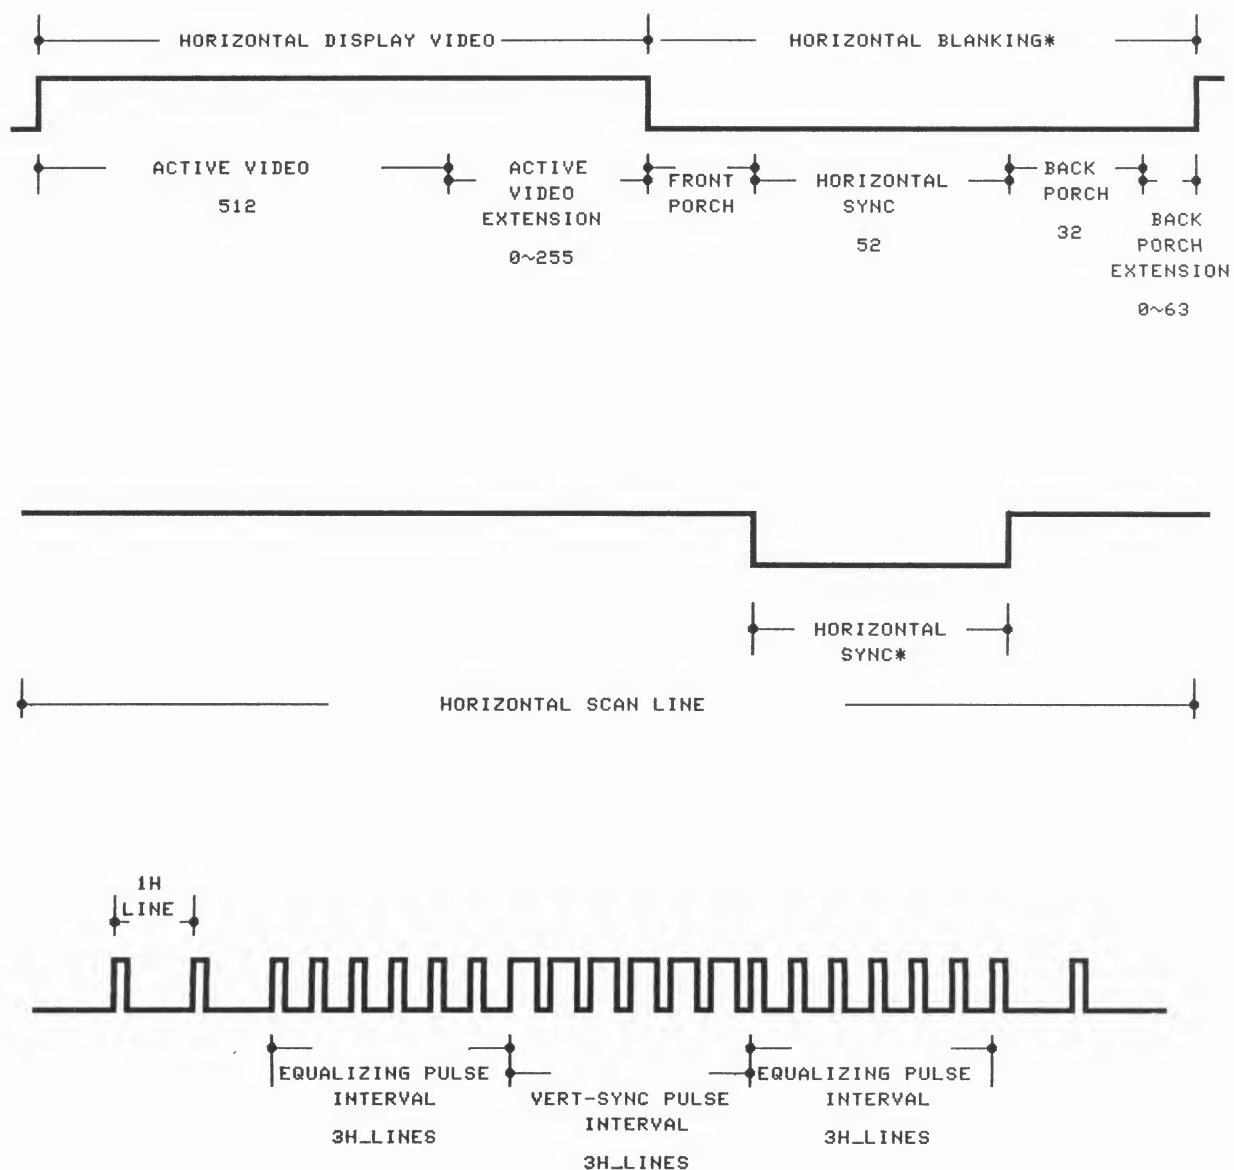 HORIZONTAL DISPLAY VIDEO
HORIZONTAL BLANKING*
ACTIVE VIDEO
512
ACTIVE
VIDEO
EXTENSION
0~255
FRONT
PORCH
HORIZONTAL
SYNC
52
BACK
PORCH
32
BACK
PORCH
EXTENSION
0~63
HORIZONTAL
SYNC*
HORIZONTAL SCAN LINE
1H
LINE
EQUALIZING PULSE
INTERVAL
3H_LINES
VERT-SYNC PULSE
INTERVAL
3H_LINES
EQUALIZING PULSE
INTERVAL
3H_LINES